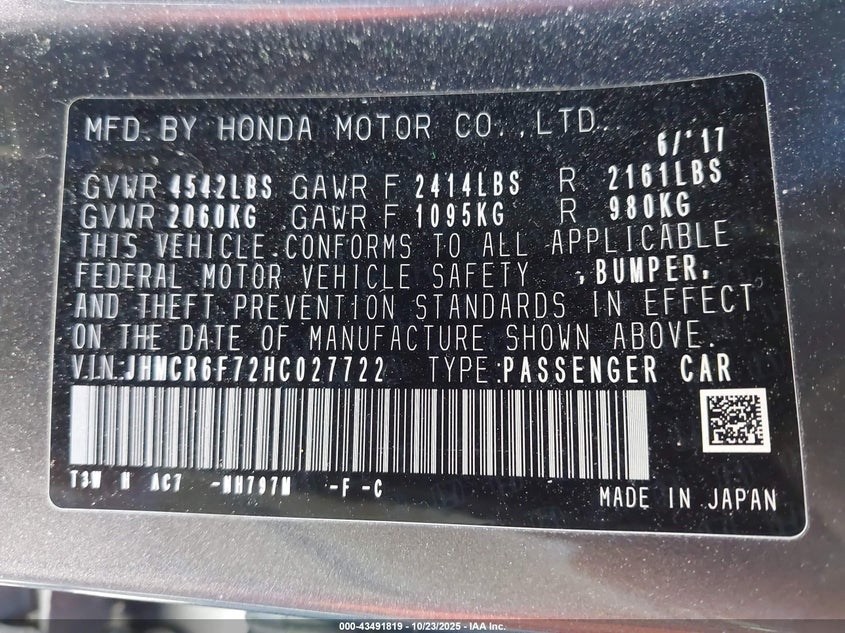 MFD. BY HONDA MOTOR CO., LTD. 6/'17
GVWR 4542LBS GAWR F 2414LBS R 2161LBS
GVWR 2060KG GAWR F 1095KG R 980KG
THIS VEHICLE CONFORMS TO ALL APPLICABLE
FEDERAL MOTOR VEHICLE SAFETY ,BUMPER,
AND THEFT PREVENTION STANDARDS IN EFFECT
ON THE DATE OF MANUFACTURE SHOWN ABOVE.
VIN:JHMCR6F72HC027722 TYPE:PASSENGER CAR
T3W N AC7 -NH797M -F -C
MADE IN JAPAN
000-43491819 | 10/23/2025 | IAA Inc.